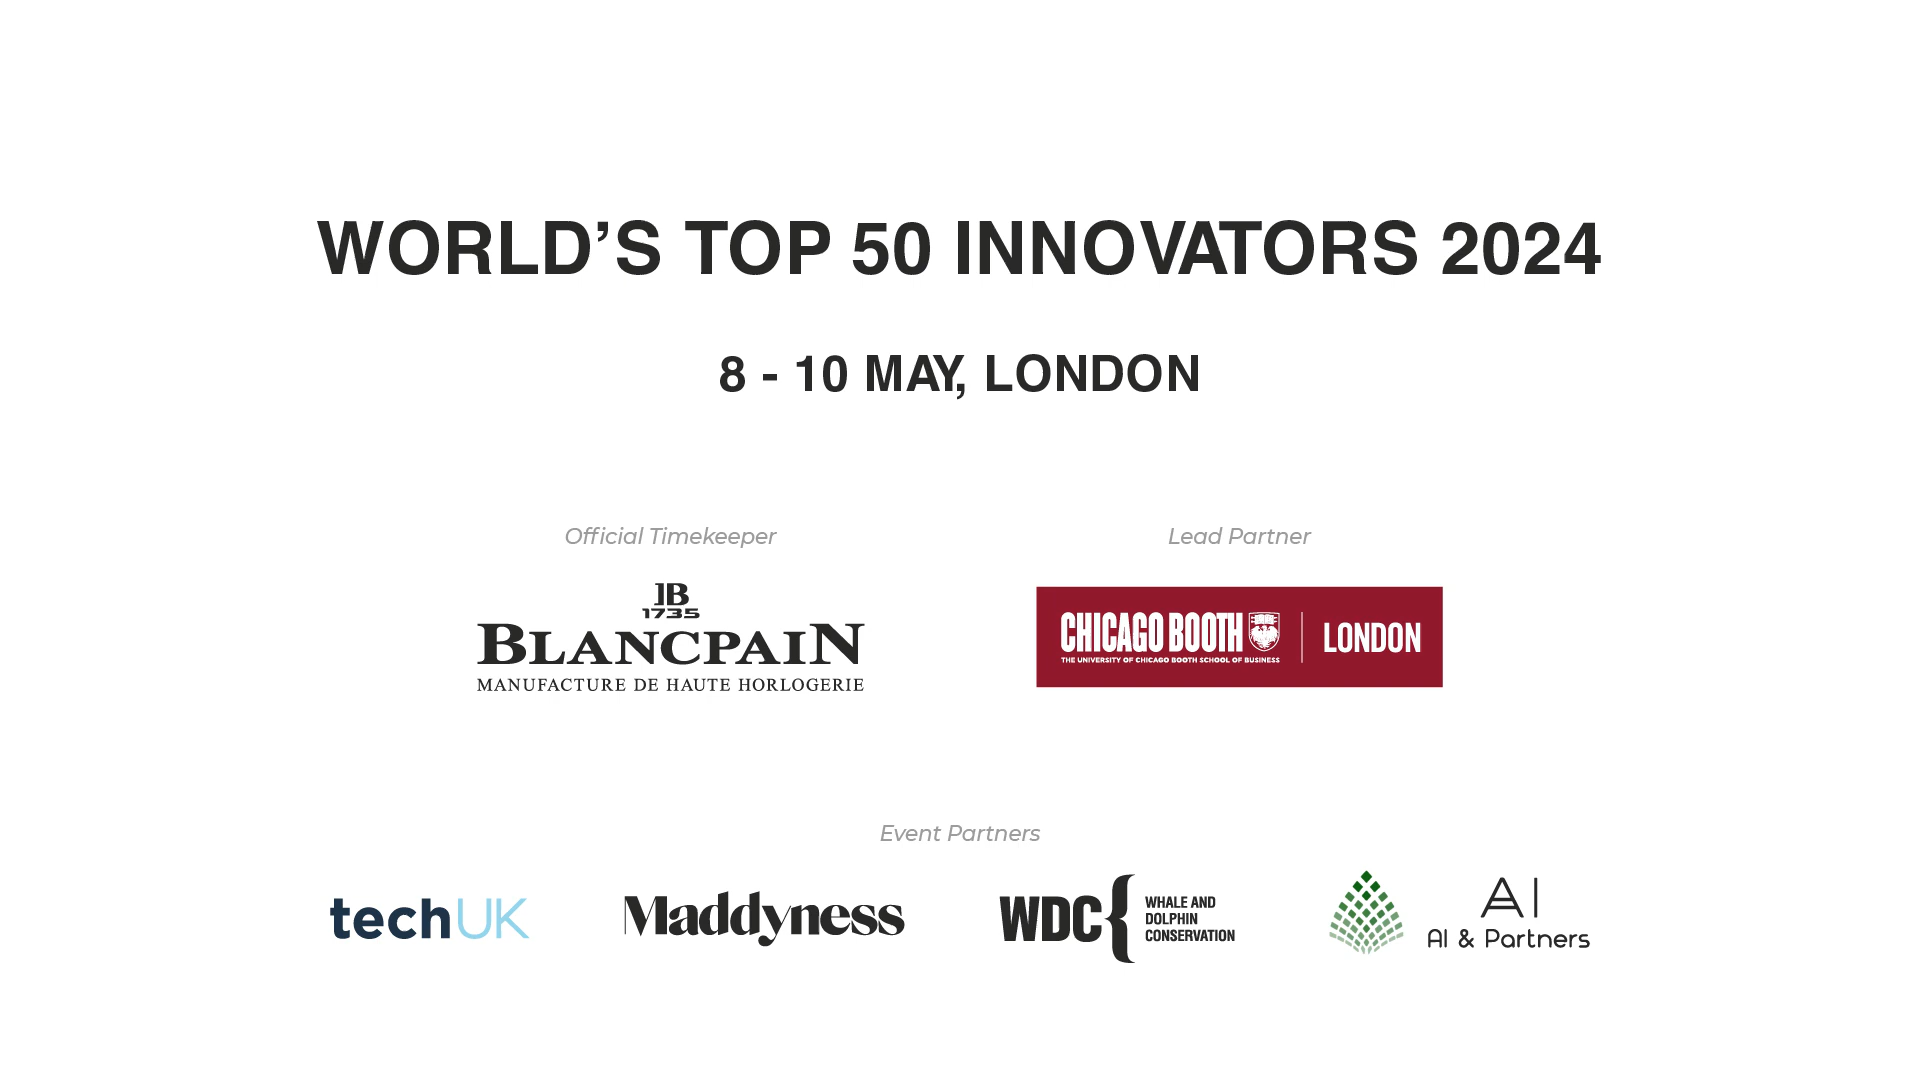 WORLD’S TOP 50 INNOVATORS 2024
8 - 10 MAY, LONDON
Official Timekeeper
JB
1735
BLANCPAIN
MANUFACTURE DE HAUTE HORLOGERIE
Lead Partner
CHICAGO BOOTH
THE UNIVERSITY OF CHICAGO BOOTH SCHOOL OF BUSINESS
LONDON
Event Partners
techUK
Maddyness
WDC
WHALE AND
DOLPHIN
CONSERVATION
AI
AI & Partners